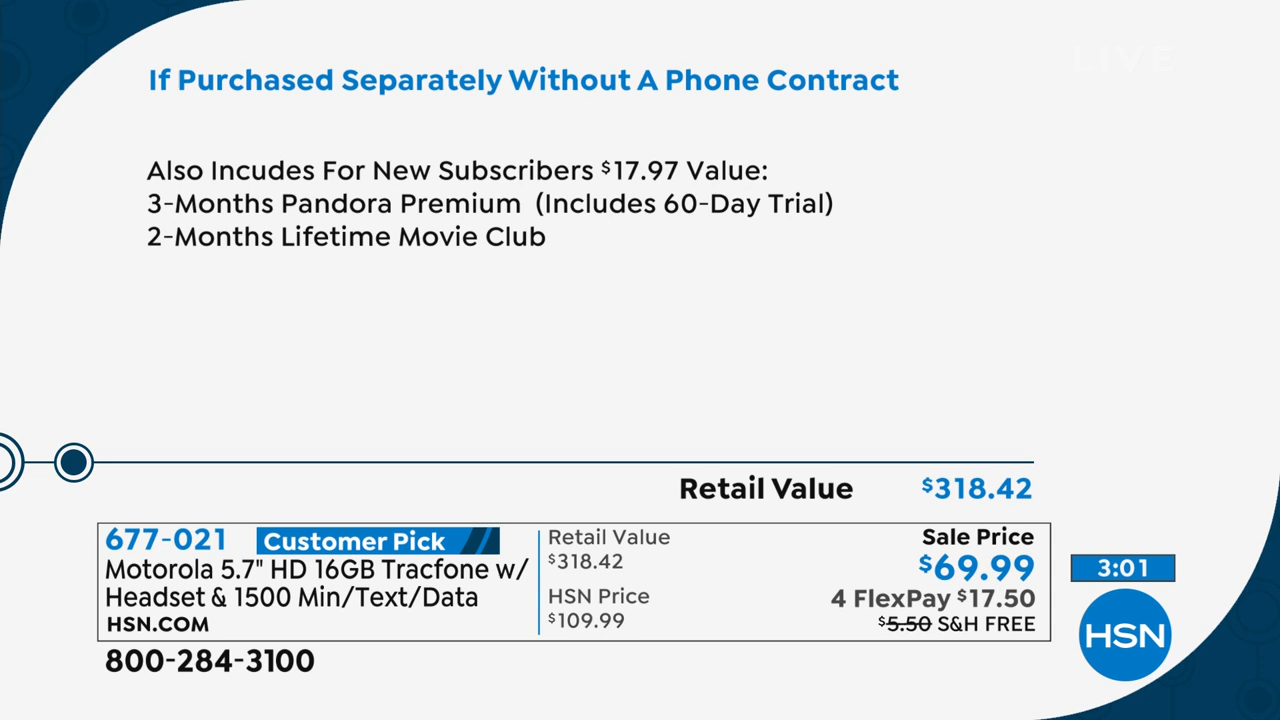 LIVE
If Purchased Separately Without A Phone Contract
Also Incudes For New Subscribers $17.97 Value:
3-Months Pandora Premium (Includes 60-Day Trial)
2-Months Lifetime Movie Club
Retail Value $318.42
677-021 Customer Pick
Motorola 5.7" HD 16GB Tracfone w/
Headset & 1500 Min/Text/Data
HSN.COM
Retail Value
$318.42
HSN Price
$109.99
Sale Price
$69.99
4 FlexPay $17.50
$5.50 S&H FREE
3:01
HSN
800-284-3100